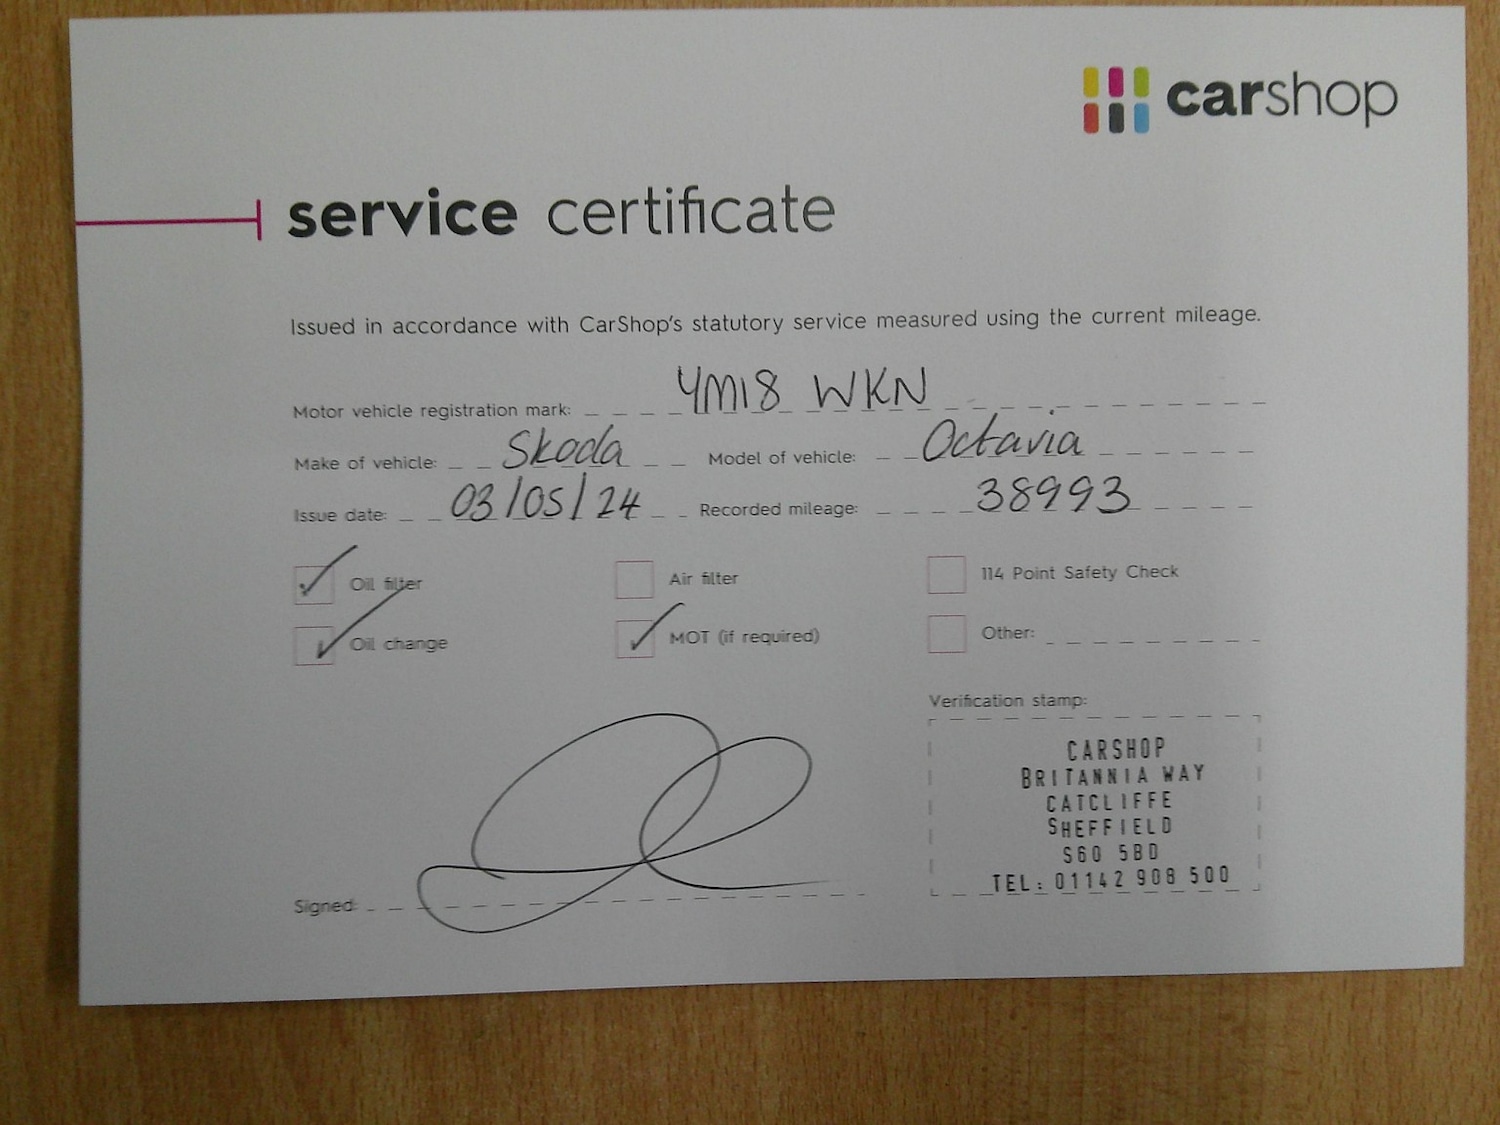 carshop
service certificate
Issued in accordance with CarShop's statutory service measured using the current mileage.
Motor vehicle registration mark: YM18 WKN
Make of vehicle: Skoda Model of vehicle: Octavia
Issue date: 03/05/24 Recorded mileage: 38993
Oil filter Air filter 114 Point Safety Check
Oil change MOT (if required) Other:
Verification stamp:
CARSHOP
BRITANNIA WAY
CATCLIFFE
SHEFFIELD
S60 5BD
TEL: 01142 908 500
Signed: